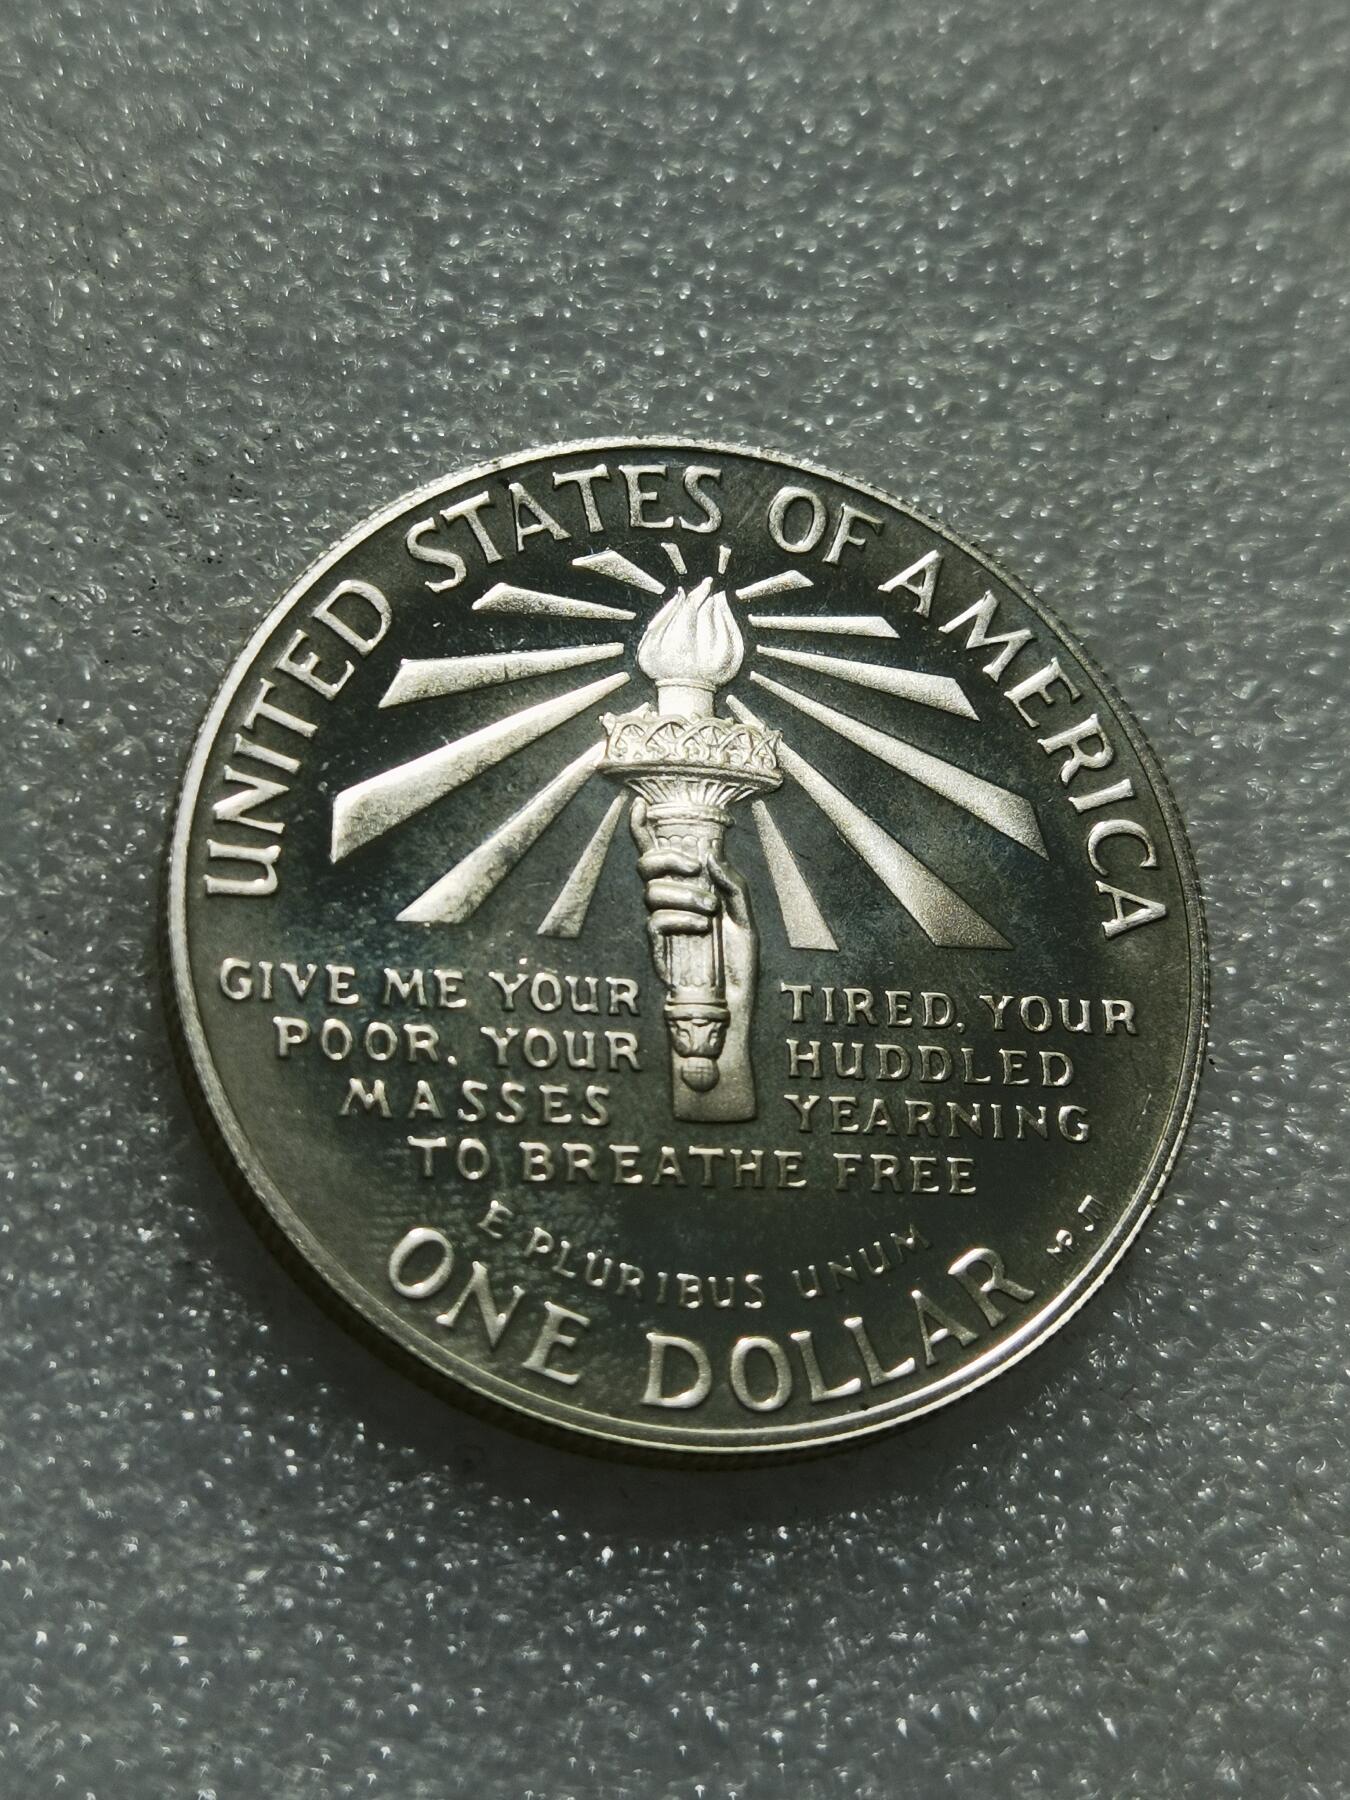 UNITED STATES OF AMERICA
GIVE ME YOUR TIRED, YOUR
POOR, YOUR HUDDLED
MASSES YEARNING
TO BREATHE FREE
E PLURIBUS UNUM
ONE DOLLAR